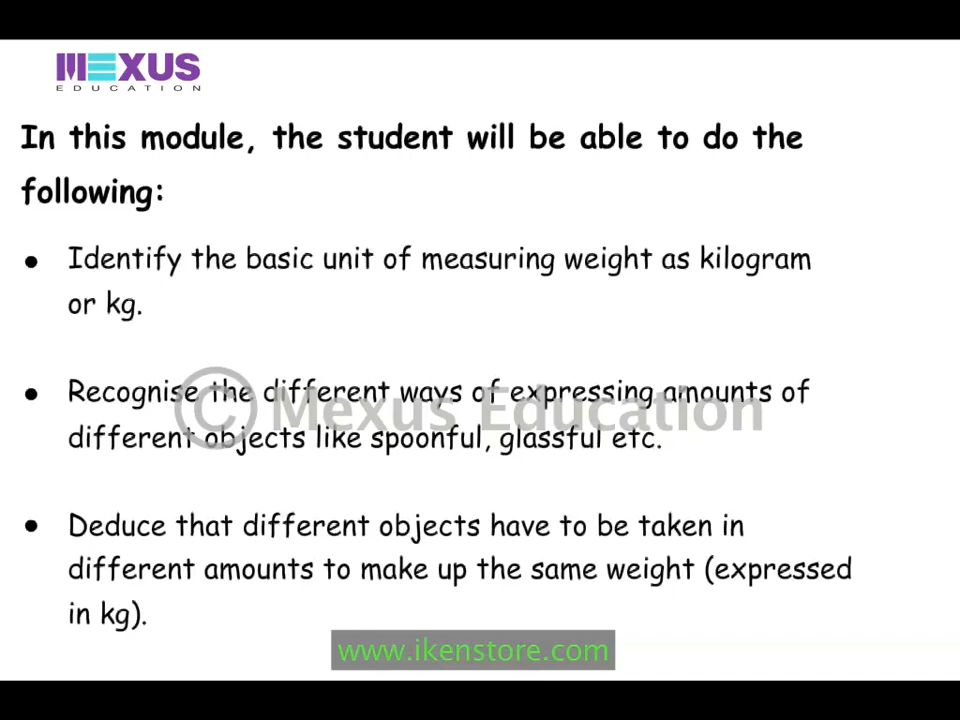 MEXUS
EDUCATION
In this module, the student will be able to do the
following:
● Identify the basic unit of measuring weight as kilogram
or kg.
● Recognise the different ways of expressing amounts of
© Mexus Education
different objects like spoonful, glassful etc.
● Deduce that different objects have to be taken in
different amounts to make up the same weight (expressed
in kg).
www.ikenstore.com